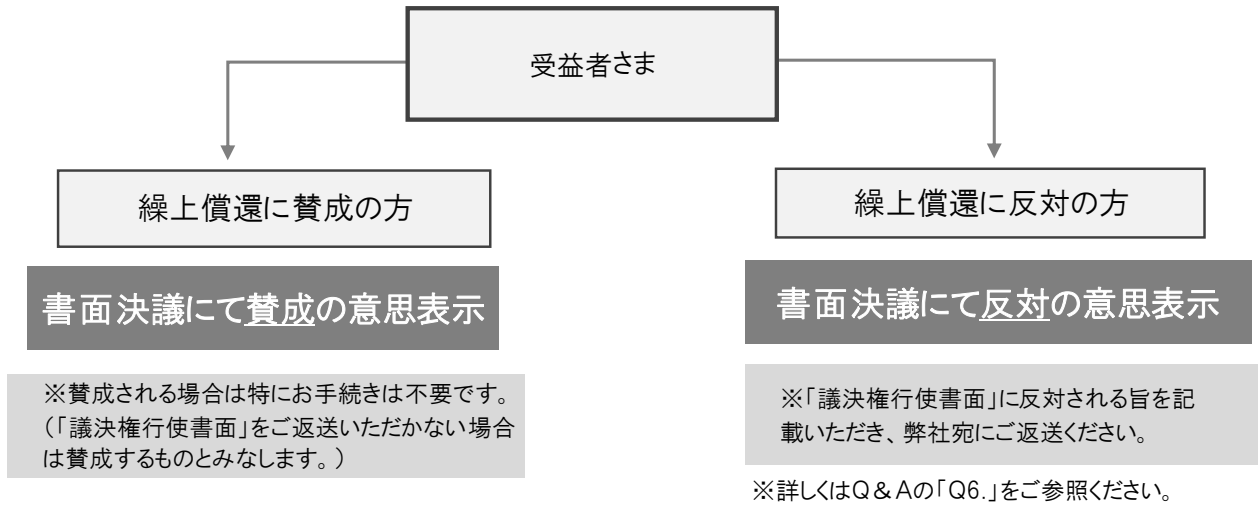 受益者さま
繰上償還に賛成の方
書面決議にて賛成の意思表示
※賛成される場合は特にお手続きは不要です。
（「議決権行使書面」をご返送いただかない場合
は賛成するものとみなします。）
繰上償還に反対の方
書面決議にて反対の意思表示
※「議決権行使書面」に反対される旨を記
載いただき、弊社宛にご返送ください。
※詳しくはQ＆Aの「Q6.」をご参照ください。